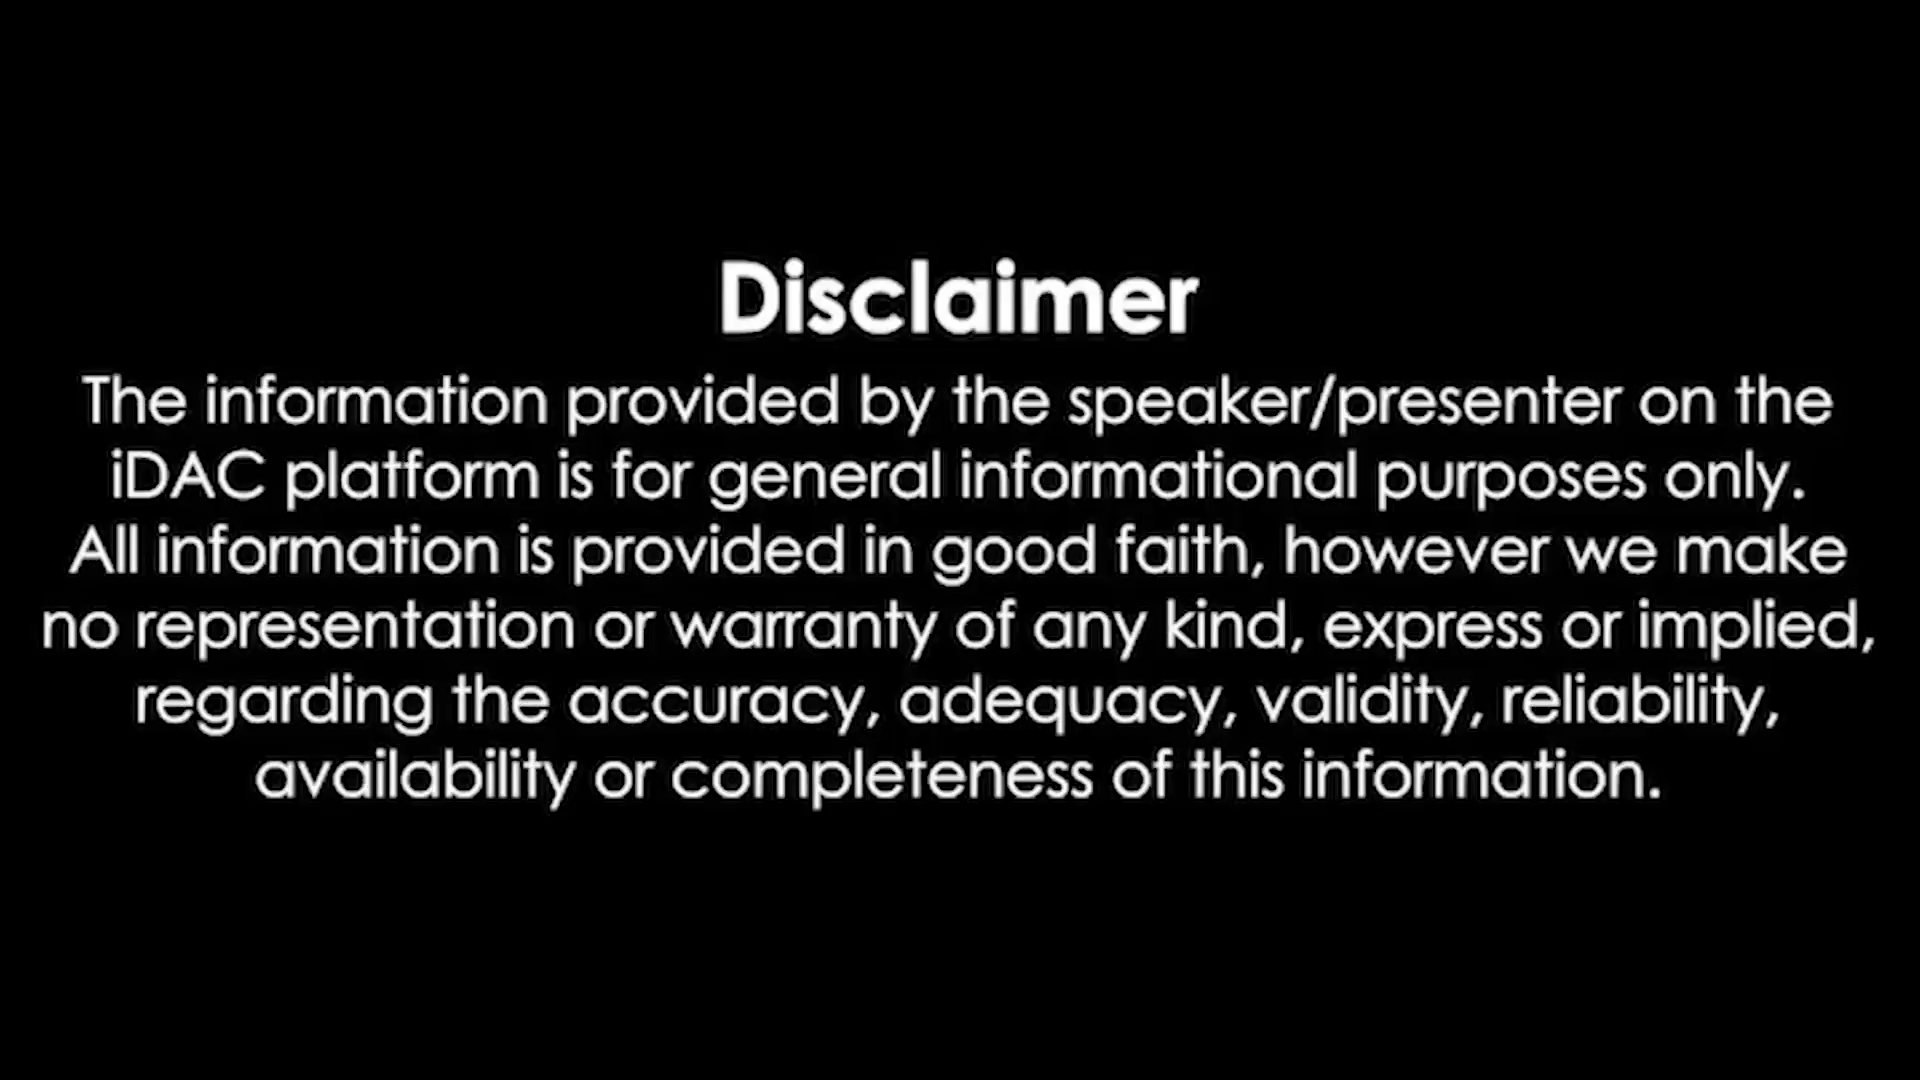 Disclaimer
The information provided by the speaker/presenter on the
iDAC platform is for general informational purposes only.
All information is provided in good faith, however we make
no representation or warranty of any kind, express or implied,
regarding the accuracy, adequacy, validity, reliability,
availability or completeness of this information.